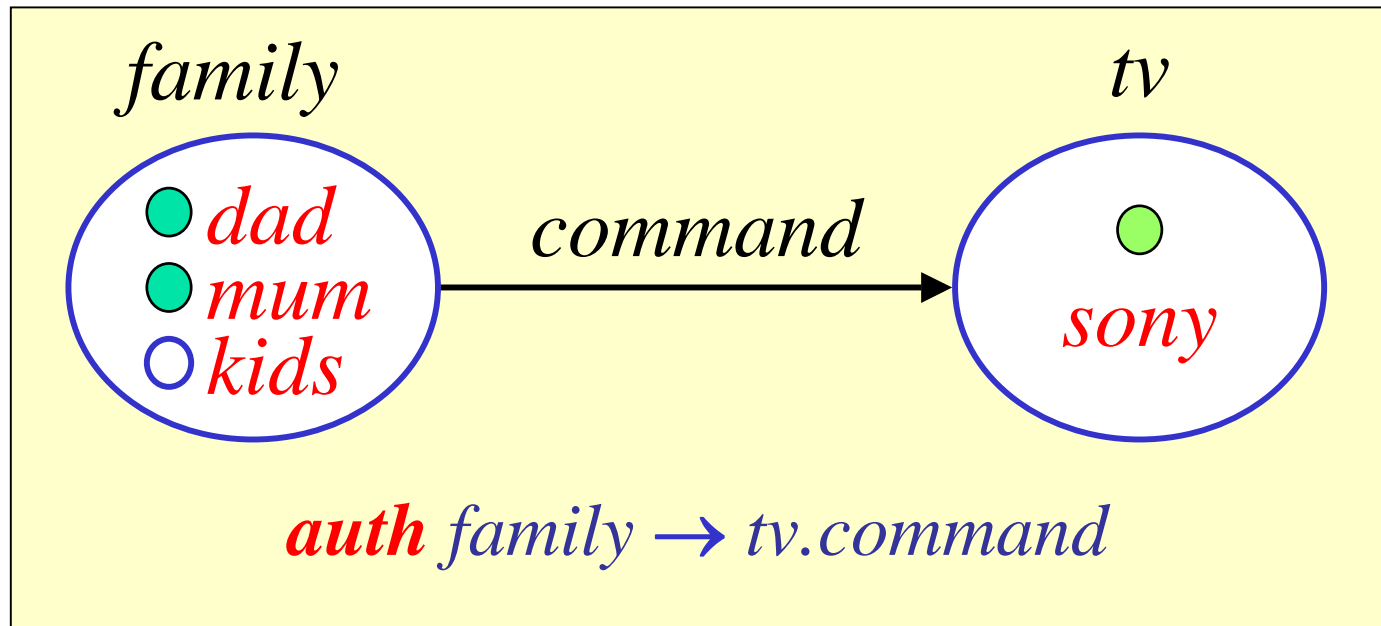 family
tv
dad
mum
kids
command
sony
auth family → tv.command